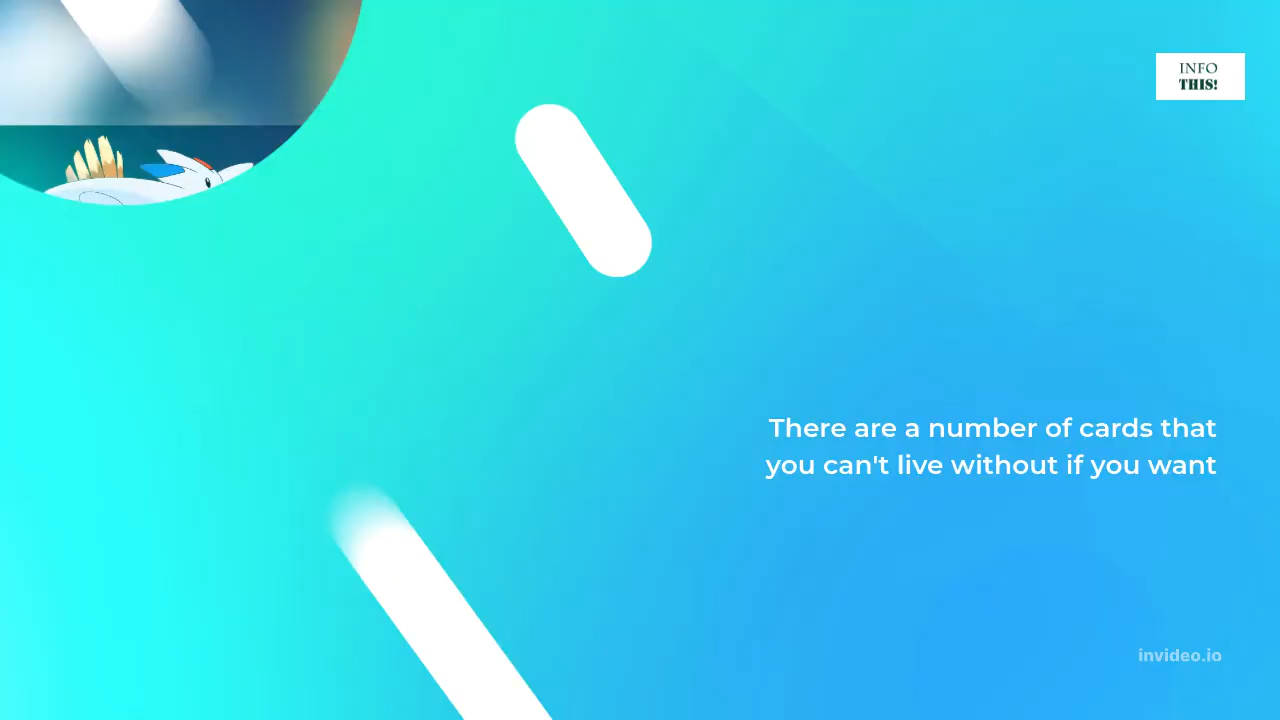 INFO
THIS!
There are a number of cards that
you can't live without if you want
invideo.io